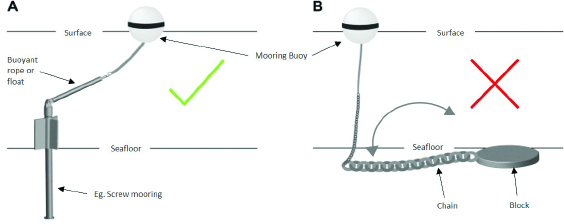 A
B
Surface
Mooring Buoy
Surface
Buoyant
rope or
float
Seafloor
Seafloor
Eg. Screw mooring
Chain
Block